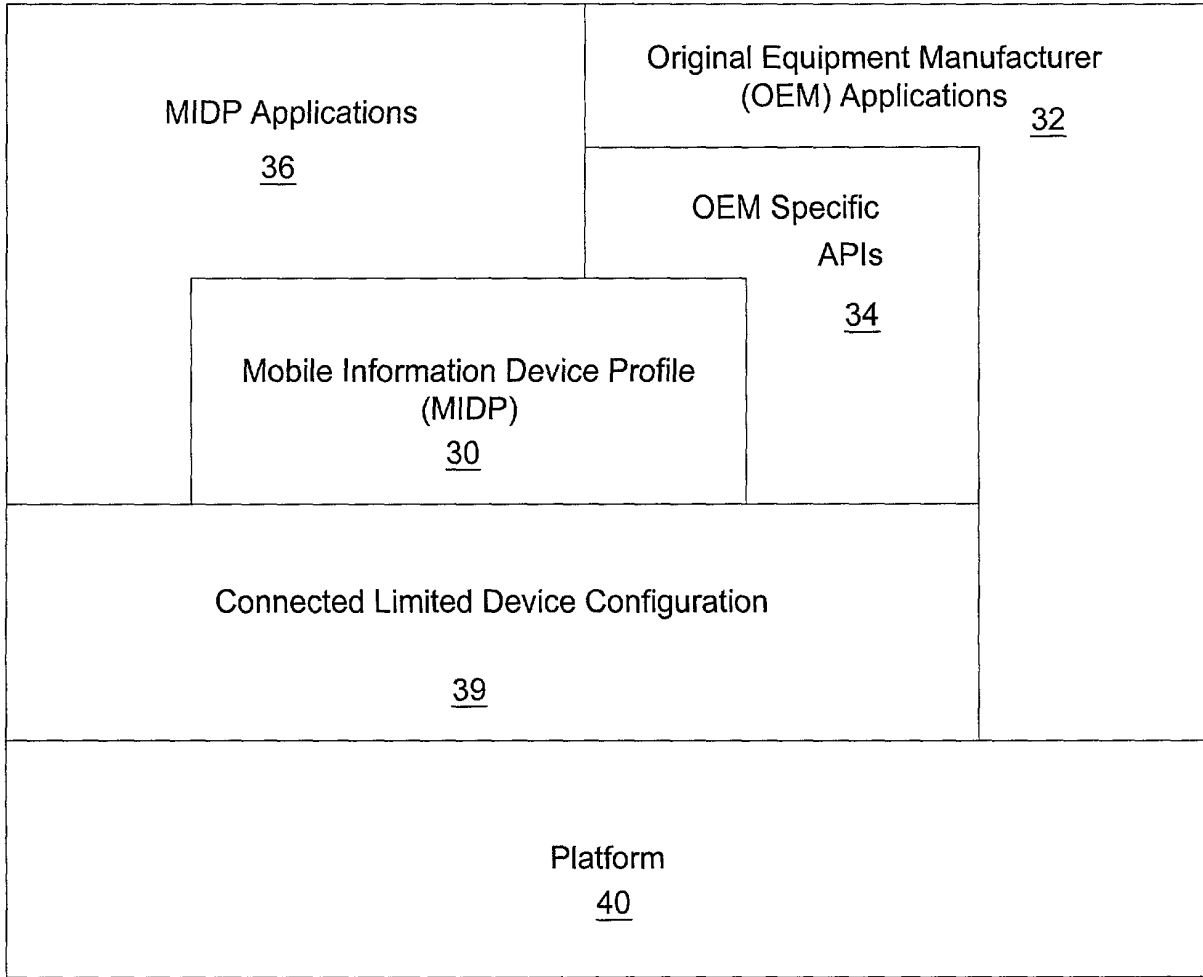 MIDP Applications
36
Original Equipment Manufacturer
(OEM) Applications
32
OEM Specific
APIs
34
Mobile Information Device Profile
(MIDP)
30
Connected Limited Device Configuration
39
Platform
40